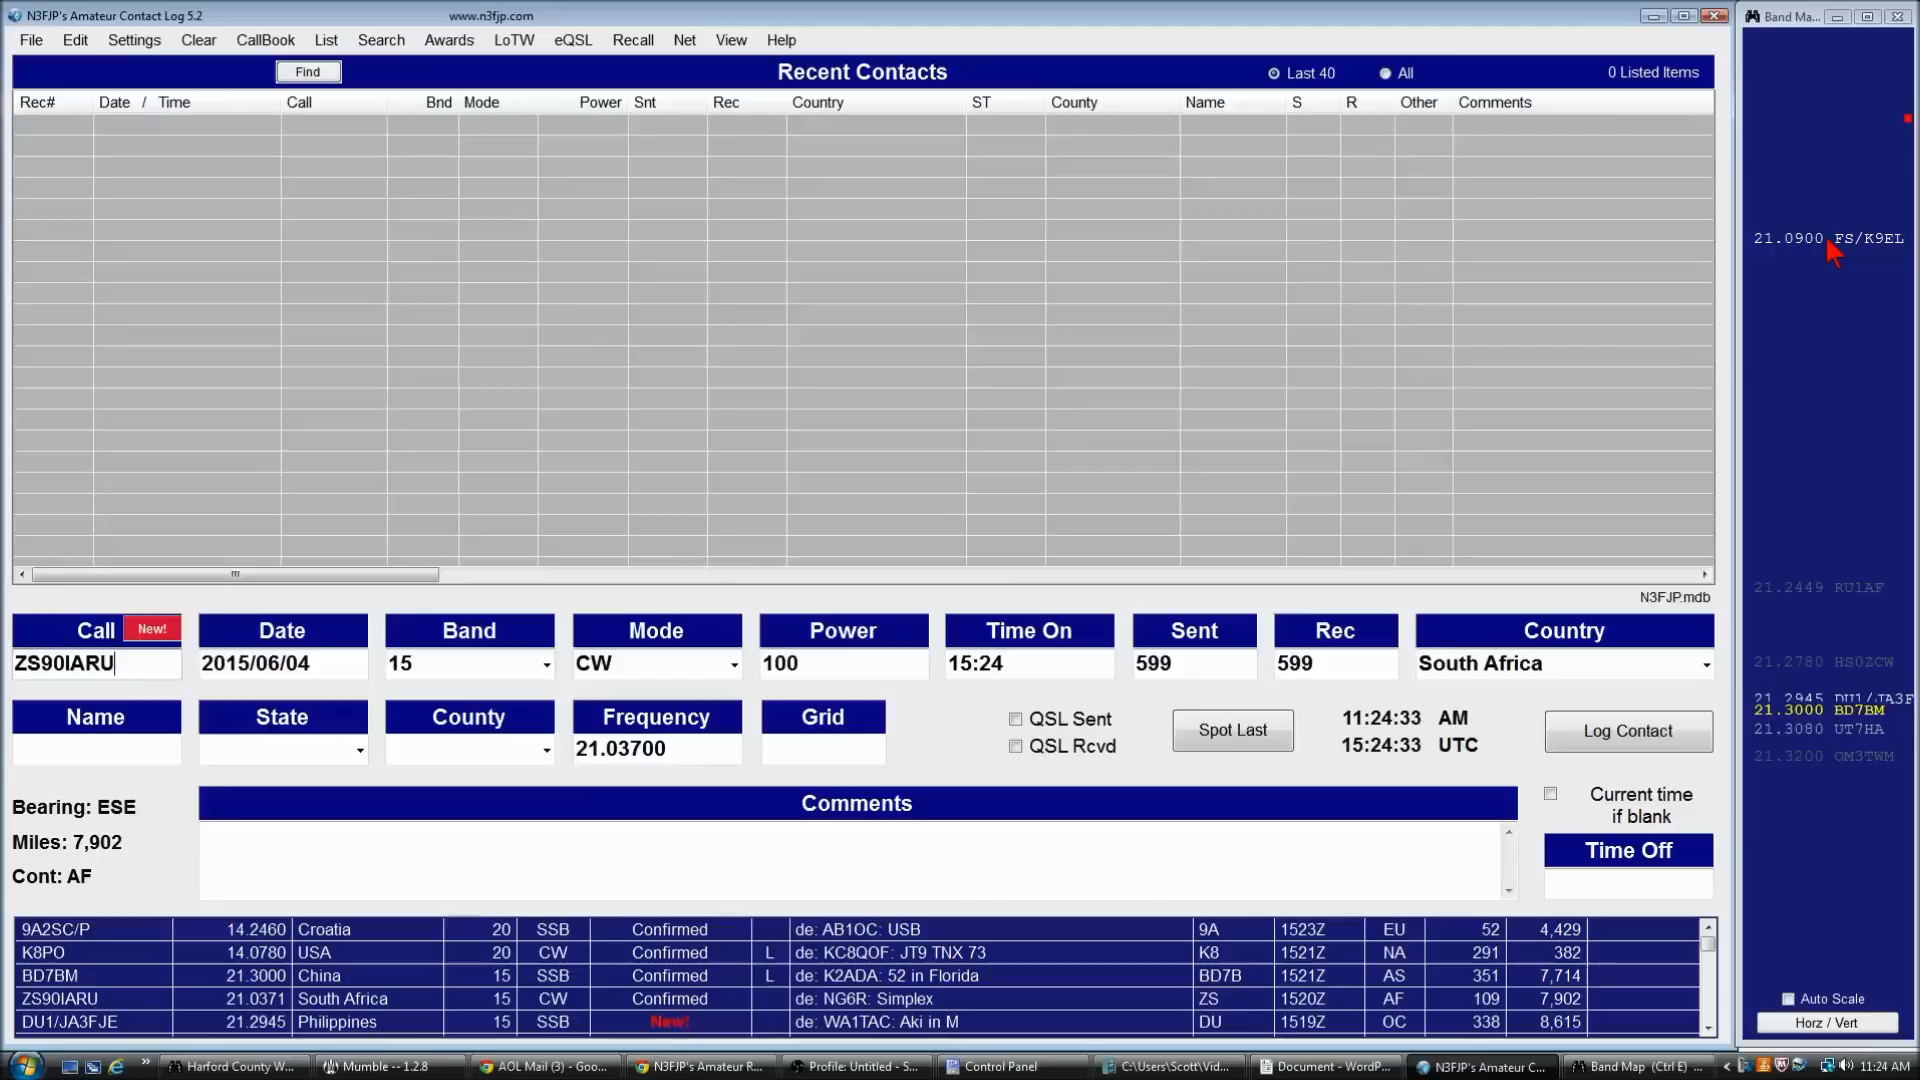 N3FJP's Amateur Contact Log 5.2
www.n3fjp.com
Band Ma...
File Edit Settings Clear CallBook List Search Awards LoTW eQSL Recall Net View Help
Find
Recent Contacts
Last 40
All
0 Listed Items
Rec# Date / Time Call Bnd Mode Power Snt Rec Country ST County Name S R Other Comments
21.0900 FS/K9EL
21.2449 RU1AF
21.2780 HS0ZCW
21.2945 DU1/JA3F
21.3000 BD7BM
21.3080 UT7HA
21.3200 OM3TWM
N3FJP.mdb
Call New! Date Band Mode Power Time On Sent Rec Country
ZS90IARU 2015/06/04 15 CW 100 15:24 599 599 South Africa
Name State County Frequency Grid
21.03700
QSL Sent
QSL Rcvd
Spot Last
11:24:33 AM
15:24:33 UTC
Log Contact
Bearing: ESE
Miles: 7,902
Cont: AF
Comments
Current time
if blank
Time Off
9A2SC/P 14.2460 Croatia 20 SSB Confirmed de: AB1OC: USB 9A 1523Z EU 52 4,429
K8PO 14.0780 USA 20 CW Confirmed L de: KC8QOF: JT9 TNX 73 K8 1521Z NA 291 382
BD7BM 21.3000 China 15 SSB Confirmed L de: K2ADA: 52 in Florida BD7B 1521Z AS 351 7,714
ZS90IARU 21.0371 South Africa 15 CW Confirmed de: NG6R: Simplex ZS 1520Z AF 109 7,902
DU1/JA3FJE 21.2945 Philippines 15 SSB New! de: WA1TAC: Aki in M DU 1519Z OC 338 8,615
Auto Scale
Horz / Vert
Harford County W...
Mumble -- 1.2.8
AOL Mail (3) - Goo...
N3FJP's Amateur R...
Profile: Untitled - S...
Control Panel
C:\Users\Scott\Vid...
Document - WordP...
N3FJP's Amateur C...
Band Map (Ctrl E) ...
11:24 AM